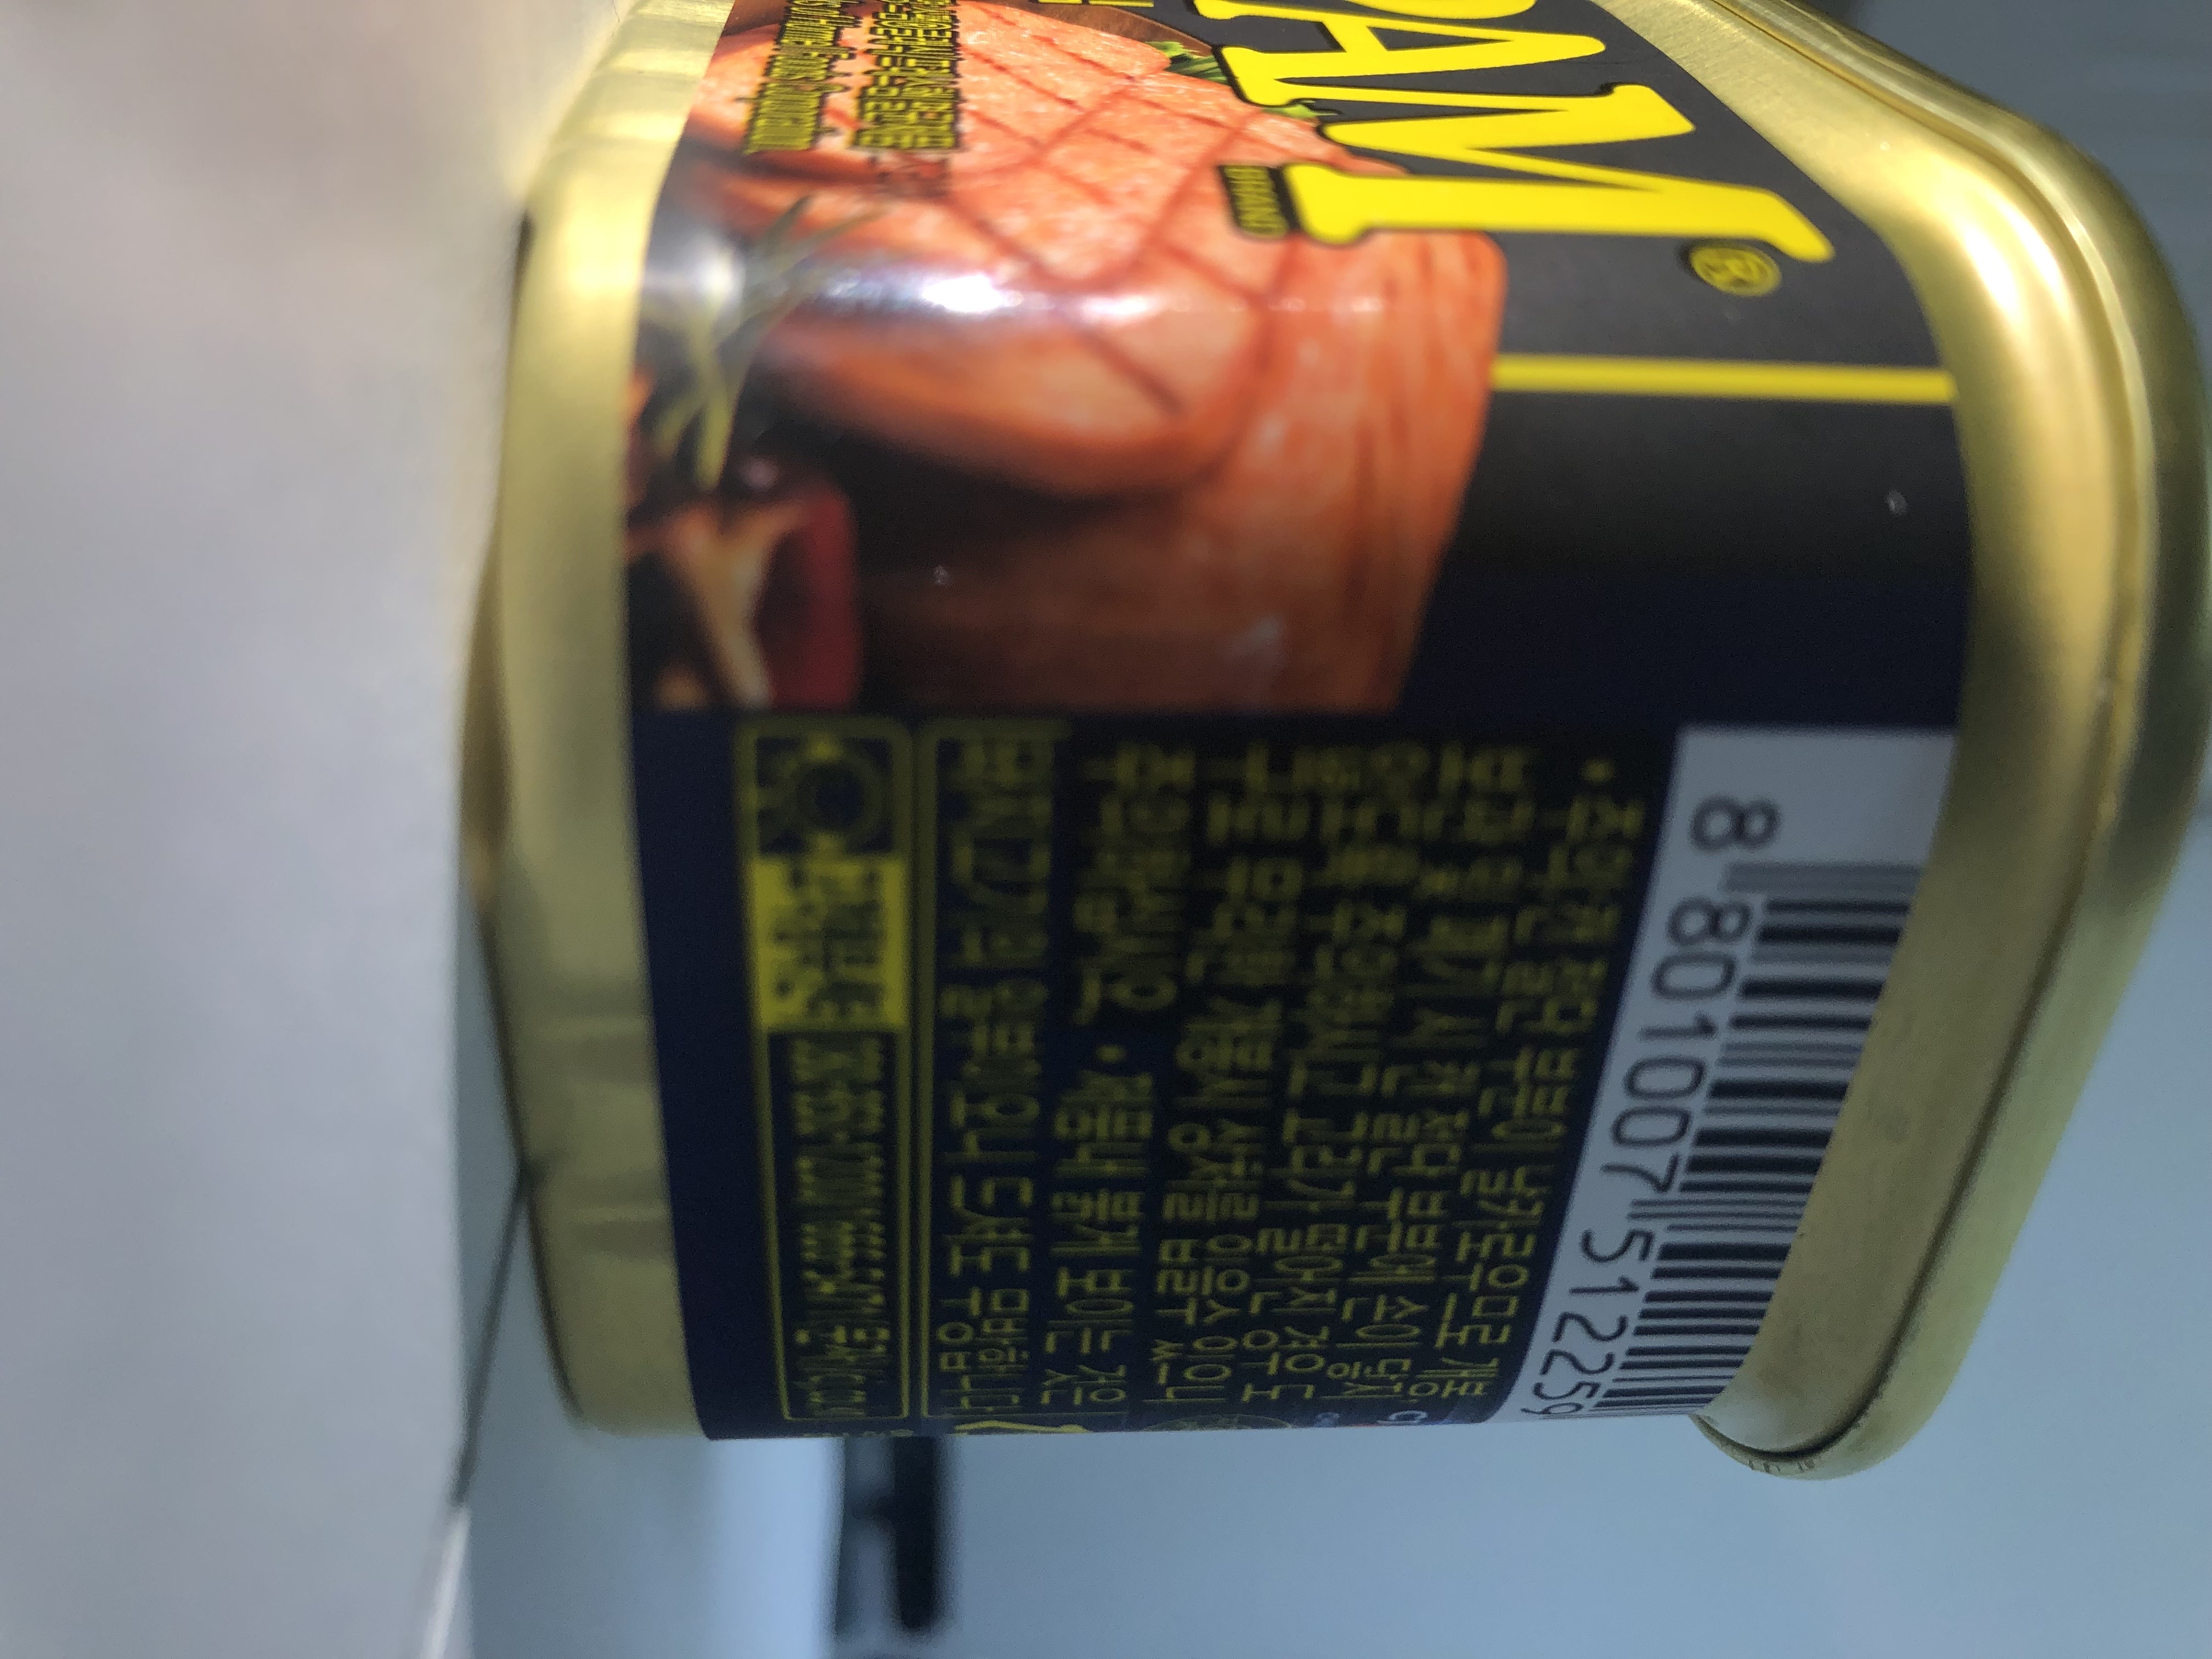 PAM®
BRAND
8 801007 512259
• 주의:캔 절단 부분이 날카로우므로 개봉,
보관 및 폐기 시 캔 절단 부분에 손이 닿지
않도록 주의하시고 고리가 떨어진 경우 도
구로 무리한 개봉시 상처를 입을수 있으니
주의하십시오. • 제품내 붉게 보이는 것은
돼지고기의 일부이오니 드셔도 무방합니다